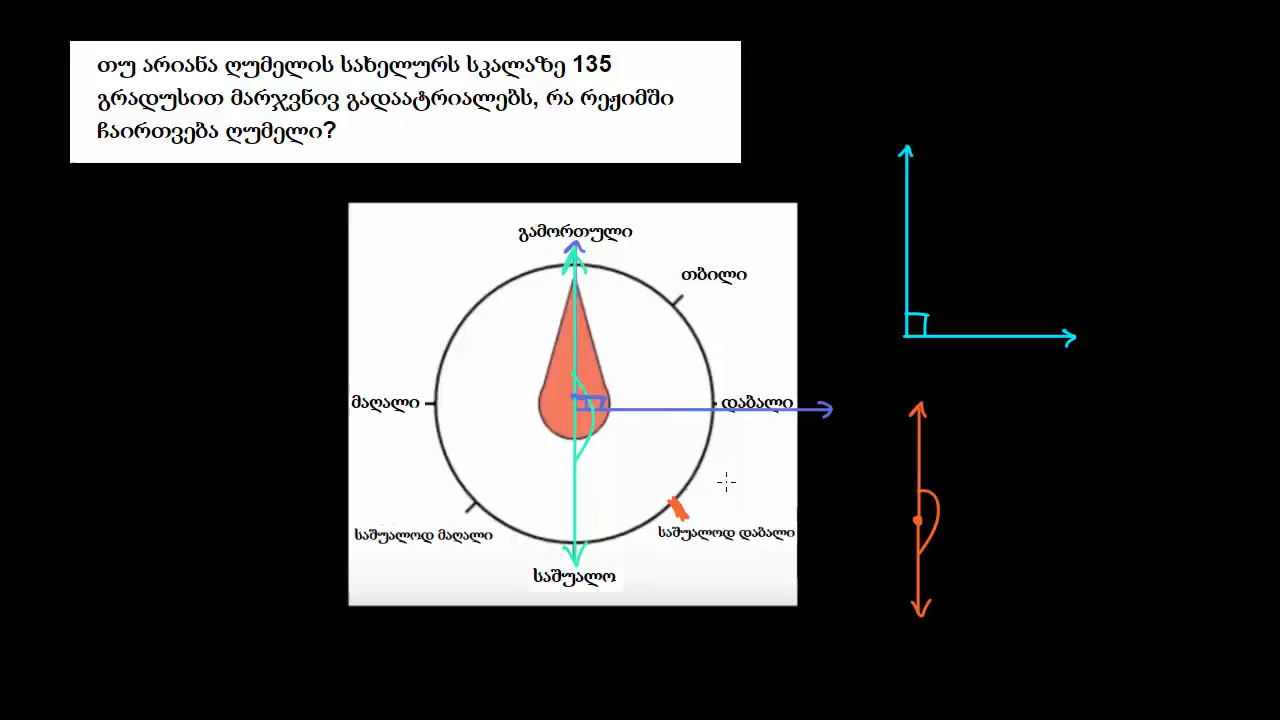 თუ არიანა ღუმელის სახელურს სკალაზე 135
გრადუსით მარჯვნივ გადაატრიალებს, რა რეჟიმში
ჩაირთვება ღუმელი?
გამორთული
თბილი
მაღალი
დაბალი
საშუალოდ მაღალი
საშუალოდ დაბალი
საშუალო